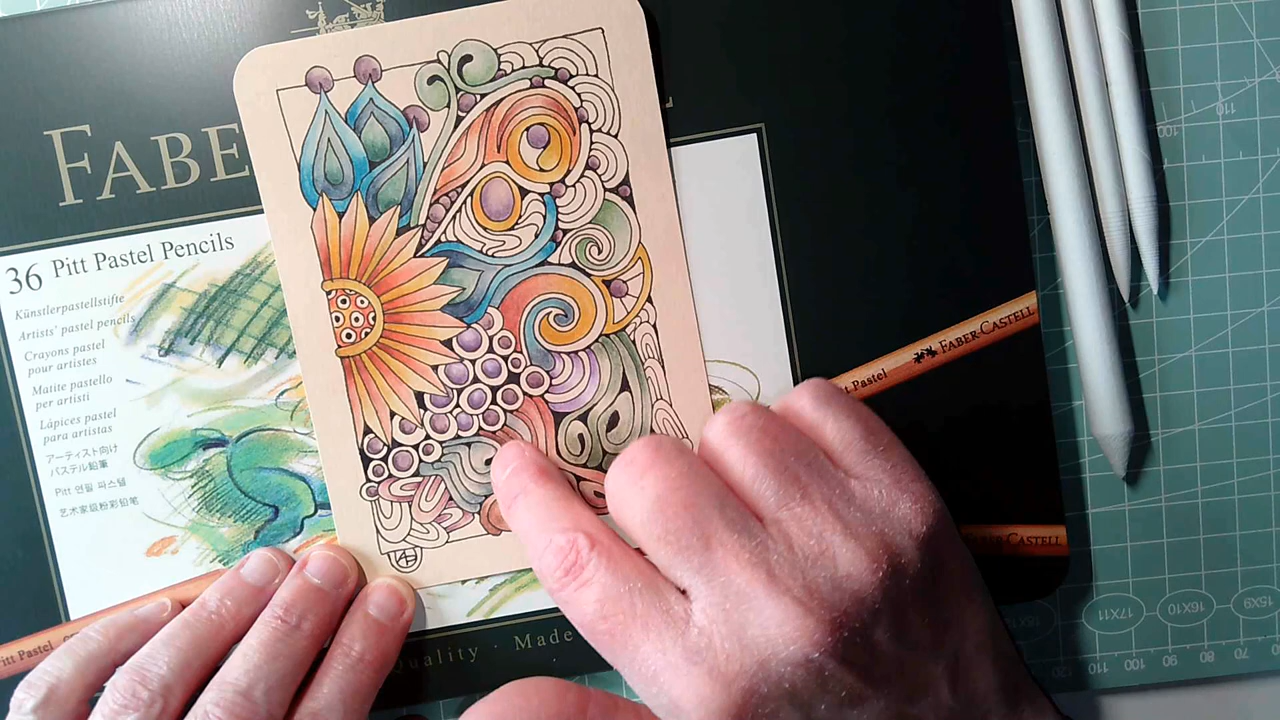 FABE
36 Pitt Pastel Pencils
Künstlerpastellstifte
Artists' pastel pencils
Crayons pastel
pour artistes
Matite pastello
per artisti
Lápices pastel
para artistas
アーティスト向け
パステル鉛筆
Pitt 연필 파스텔
艺术家级粉彩铅笔
t Pastel
FABER-CASTELL
FABER-CASTELL
itt Pastel
Quality · Made
110
100
17X11
16X10
15X9
120
110
100
90
80
70